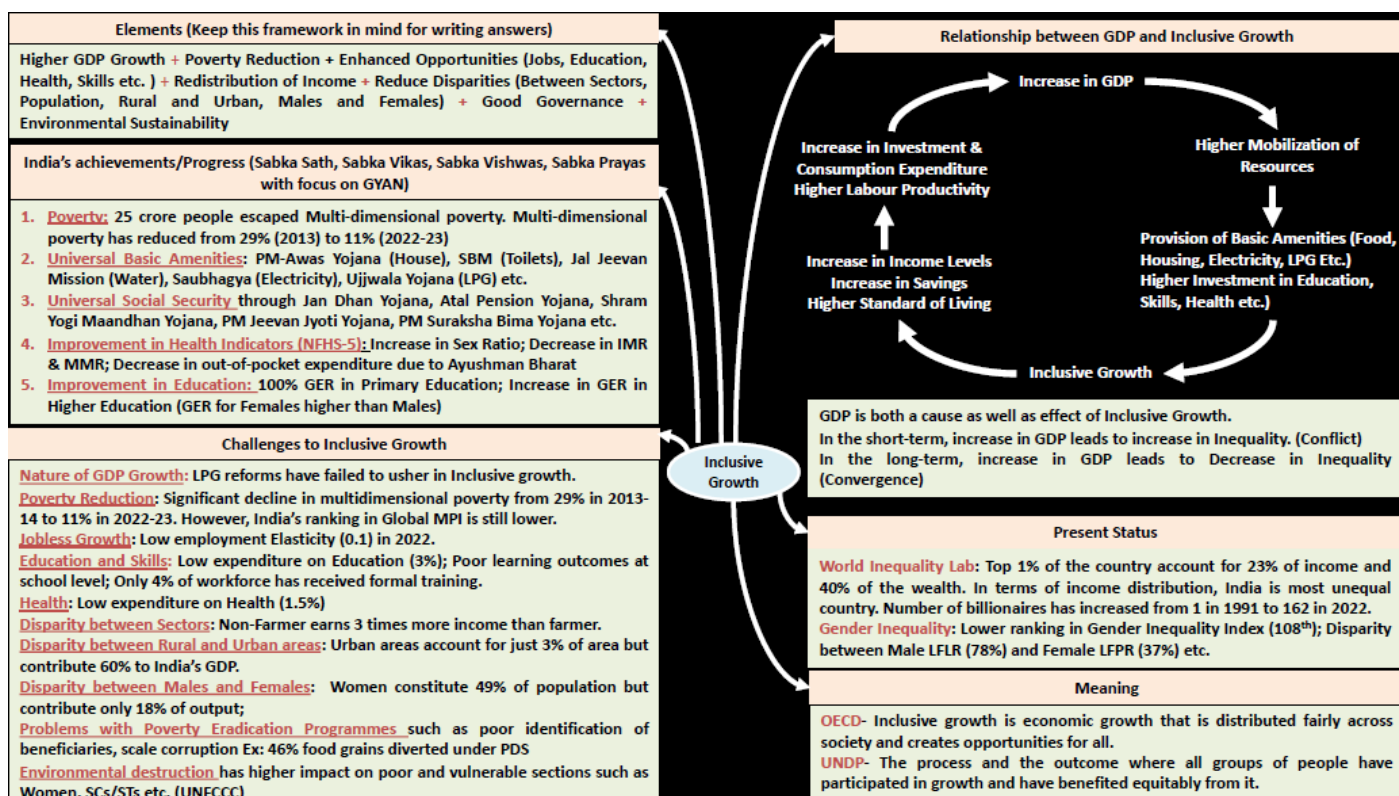 Elements (Keep this framework in mind for writing answers)
Higher GDP Growth + Poverty Reduction + Enhanced Opportunities (Jobs, Education,
Health, Skills etc. ) + Redistribution of Income + Reduce Disparities (Between Sectors,
Population, Rural and Urban, Males and Females) + Good Governance +
Environmental Sustainability
India's achievements/Progress (Sabka Sath, Sabka Vikas, Sabka Vishwas, Sabka Prayas
with focus on GYAN)
1. Poverty: 25 crore people escaped Multi-dimensional poverty. Multi-dimensional
poverty has reduced from 29% (2013) to 11% (2022-23)
2. Universal Basic Amenities: PM-Awas Yojana (House), SBM (Toilets), Jal Jeevan
Mission (Water), Saubhagya (Electricity), Ujjwala Yojana (LPG) etc.
3. Universal Social Security through Jan Dhan Yojana, Atal Pension Yojana, Shram
Yogi Maandhan Yojana, PM Jeevan Jyoti Yojana, PM Suraksha Bima Yojana etc.
4. Improvement in Health Indicators (NFHS-5): Increase in Sex Ratio; Decrease in IMR
& MMR; Decrease in out-of-pocket expenditure due to Ayushman Bharat
5. Improvement in Education: 100% GER in Primary Education; Increase in GER in
Higher Education (GER for Females higher than Males)
Challenges to Inclusive Growth
Nature of GDP Growth: LPG reforms have failed to usher in Inclusive growth.
Poverty Reduction: Significant decline in multidimensional poverty from 29% in 2013-
14 to 11% in 2022-23. However, India's ranking in Global MPI is still lower.
Jobless Growth: Low employment Elasticity (0.1) in 2022.
Education and Skills: Low expenditure on Education (3%); Poor learning outcomes at
school level; Only 4% of workforce has received formal training.
Health: Low expenditure on Health (1.5%)
Disparity between Sectors: Non-Farmer earns 3 times more income than farmer.
Disparity between Rural and Urban areas: Urban areas account for just 3% of area but
contribute 60% to India's GDP.
Disparity between Males and Females: Women constitute 49% of population but
contribute only 18% of output;
Problems with Poverty Eradication Programmes such as poor identification of
beneficiaries, scale corruption Ex: 46% food grains diverted under PDS
Environmental destruction has higher impact on poor and vulnerable sections such as
Women, SCs/STs etc. (UNFCCC)
Inclusive
Growth
Relationship between GDP and Inclusive Growth
Increase in GDP
Higher Mobilization of
Resources
Provision of Basic Amenities (Food,
Housing, Electricity, LPG Etc.)
Higher Investment in Education,
Skills, Health etc.)
Inclusive Growth
Increase in Income Levels
Increase in Savings
Higher Standard of Living
Increase in Investment &
Consumption Expenditure
Higher Labour Productivity
GDP is both a cause as well as effect of Inclusive Growth.
In the short-term, increase in GDP leads to increase in Inequality. (Conflict)
In the long-term, increase in GDP leads to Decrease in Inequality
(Convergence)
Present Status
World Inequality Lab: Top 1% of the country account for 23% of income and
40% of the wealth. In terms of income distribution, India is most unequal
country. Number of billionaires has increased from 1 in 1991 to 162 in 2022.
Gender Inequality: Lower ranking in Gender Inequality Index (108th); Disparity
between Male LFLR (78%) and Female LFPR (37%) etc.
Meaning
OECD- Inclusive growth is economic growth that is distributed fairly across
society and creates opportunities for all.
UNDP- The process and the outcome where all groups of people have
participated in growth and have benefited equitably from it.